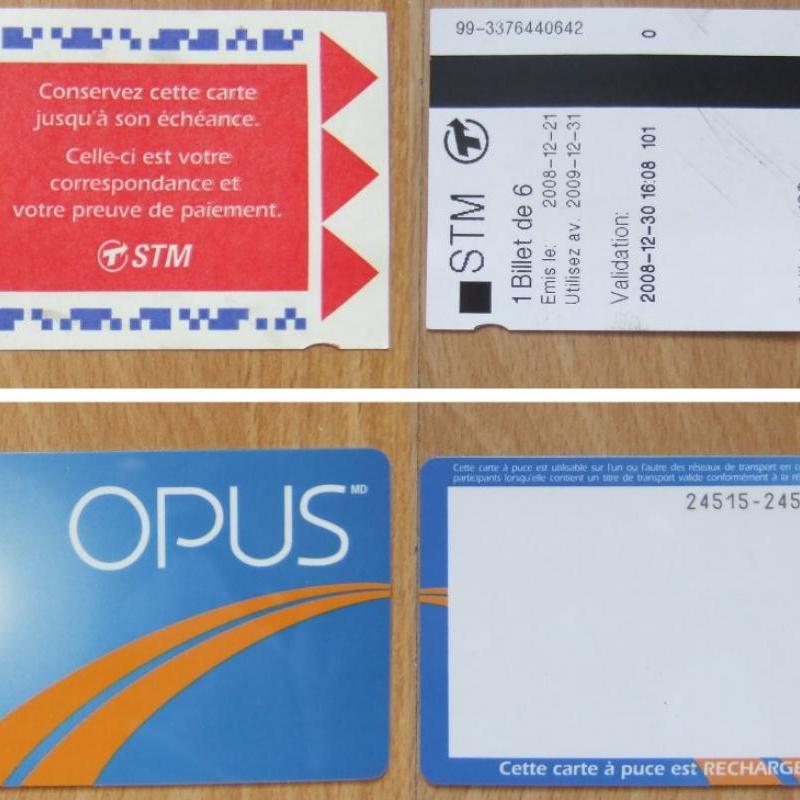 Conservez cette carte
jusqu'à son échéance.
Celle-ci est votre
correspondance et
votre preuve de paiement.
STM
99-3376440642
0
STM
1 Billet de 6
Emis le: 2008-12-21
Utilisez av. 2009-12-31
Validation:
2008-12-30 16:08 101
OPUS MD
Cette carte à puce est utilisable sur l'un ou l'autre des réseaux de transport en
participants lorsqu'elle contient un titre de transport valide conformément à la
24515-245
Cette carte à puce est RECHARGE